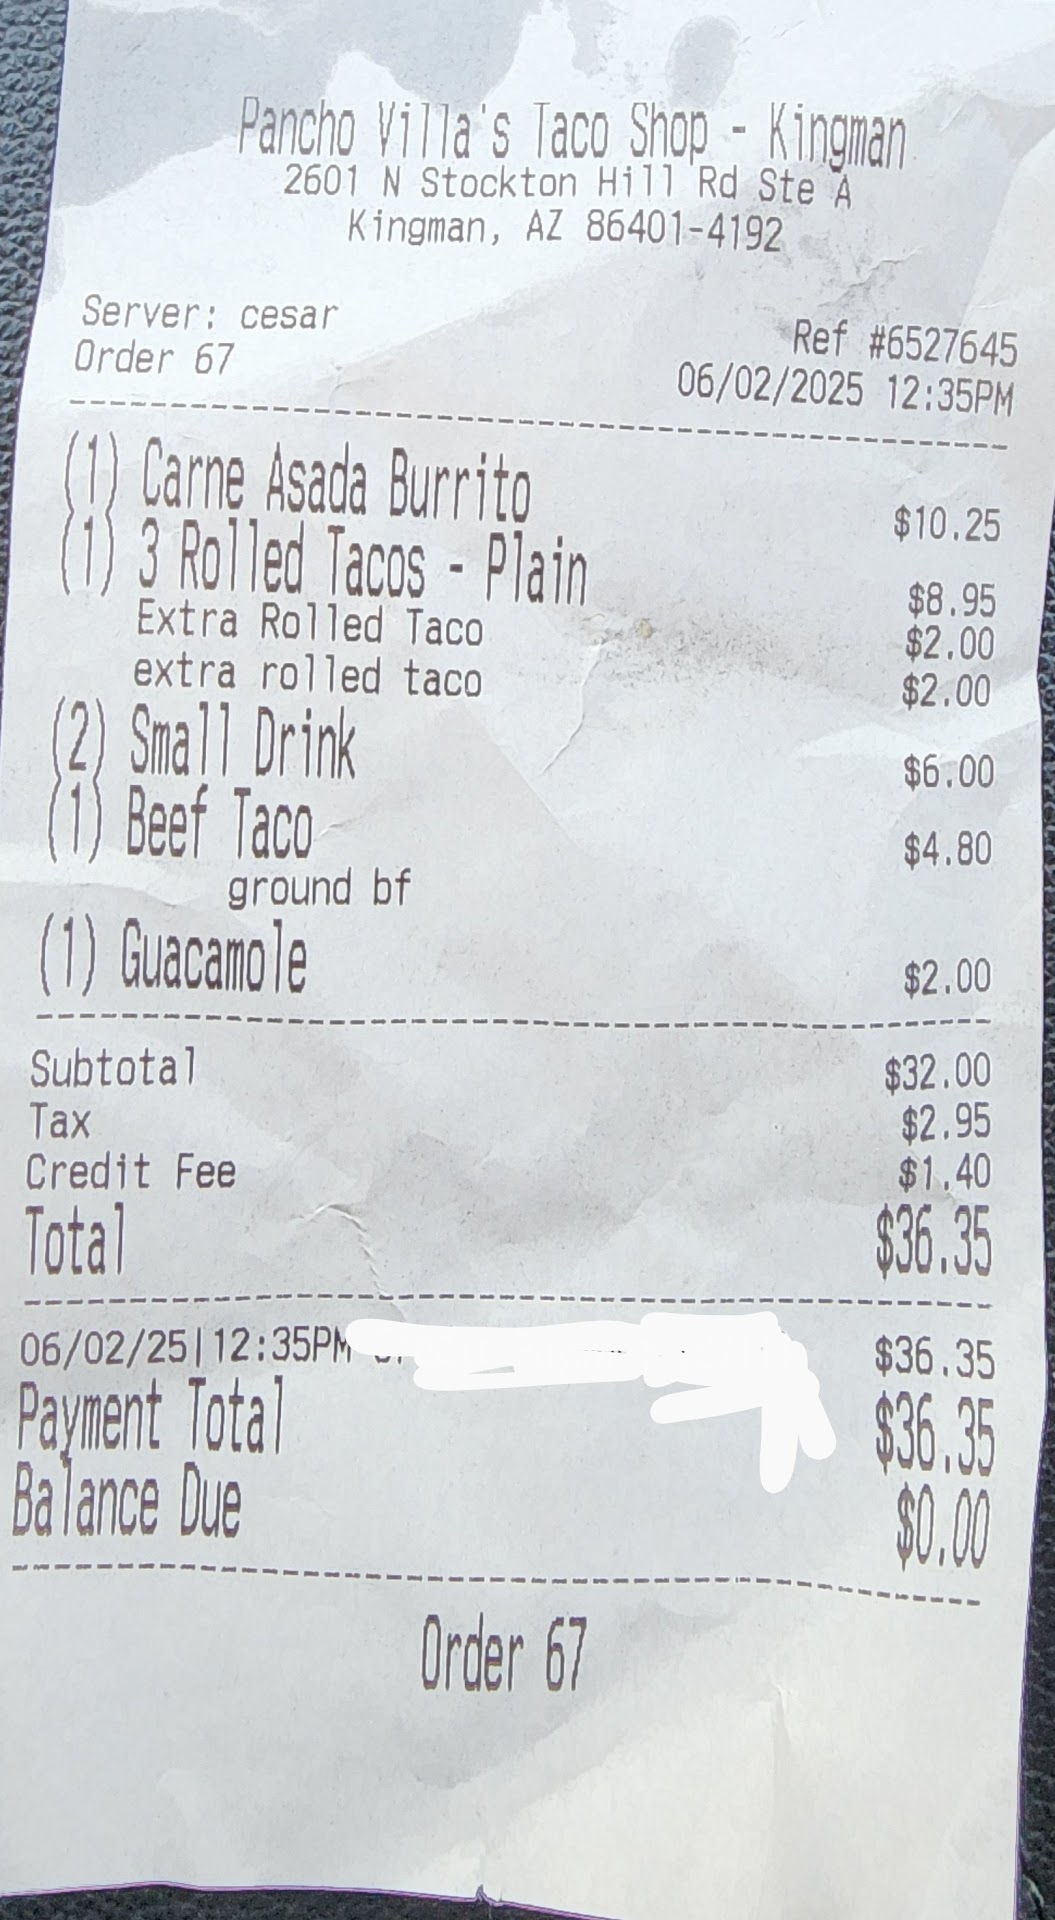 Pancho Villa's Taco Shop - Kingman
2601 N Stockton Hill Rd Ste A
Kingman, AZ 86401-4192
Server: cesar
Order 67
Ref #6527645
06/02/2025 12:35PM
(1) Carne Asada Burrito $10.25
(1) 3 Rolled Tacos - Plain $8.95
Extra Rolled Taco $2.00
extra rolled taco $2.00
(2) Small Drink $6.00
(1) Beef Taco $4.80
ground bf
(1) Guacamole $2.00
Subtotal $32.00
Tax $2.95
Credit Fee $1.40
Total $36.35
06/02/25|12:35PM $36.35
Payment Total $36.35
Balance Due $0.00
Order 67